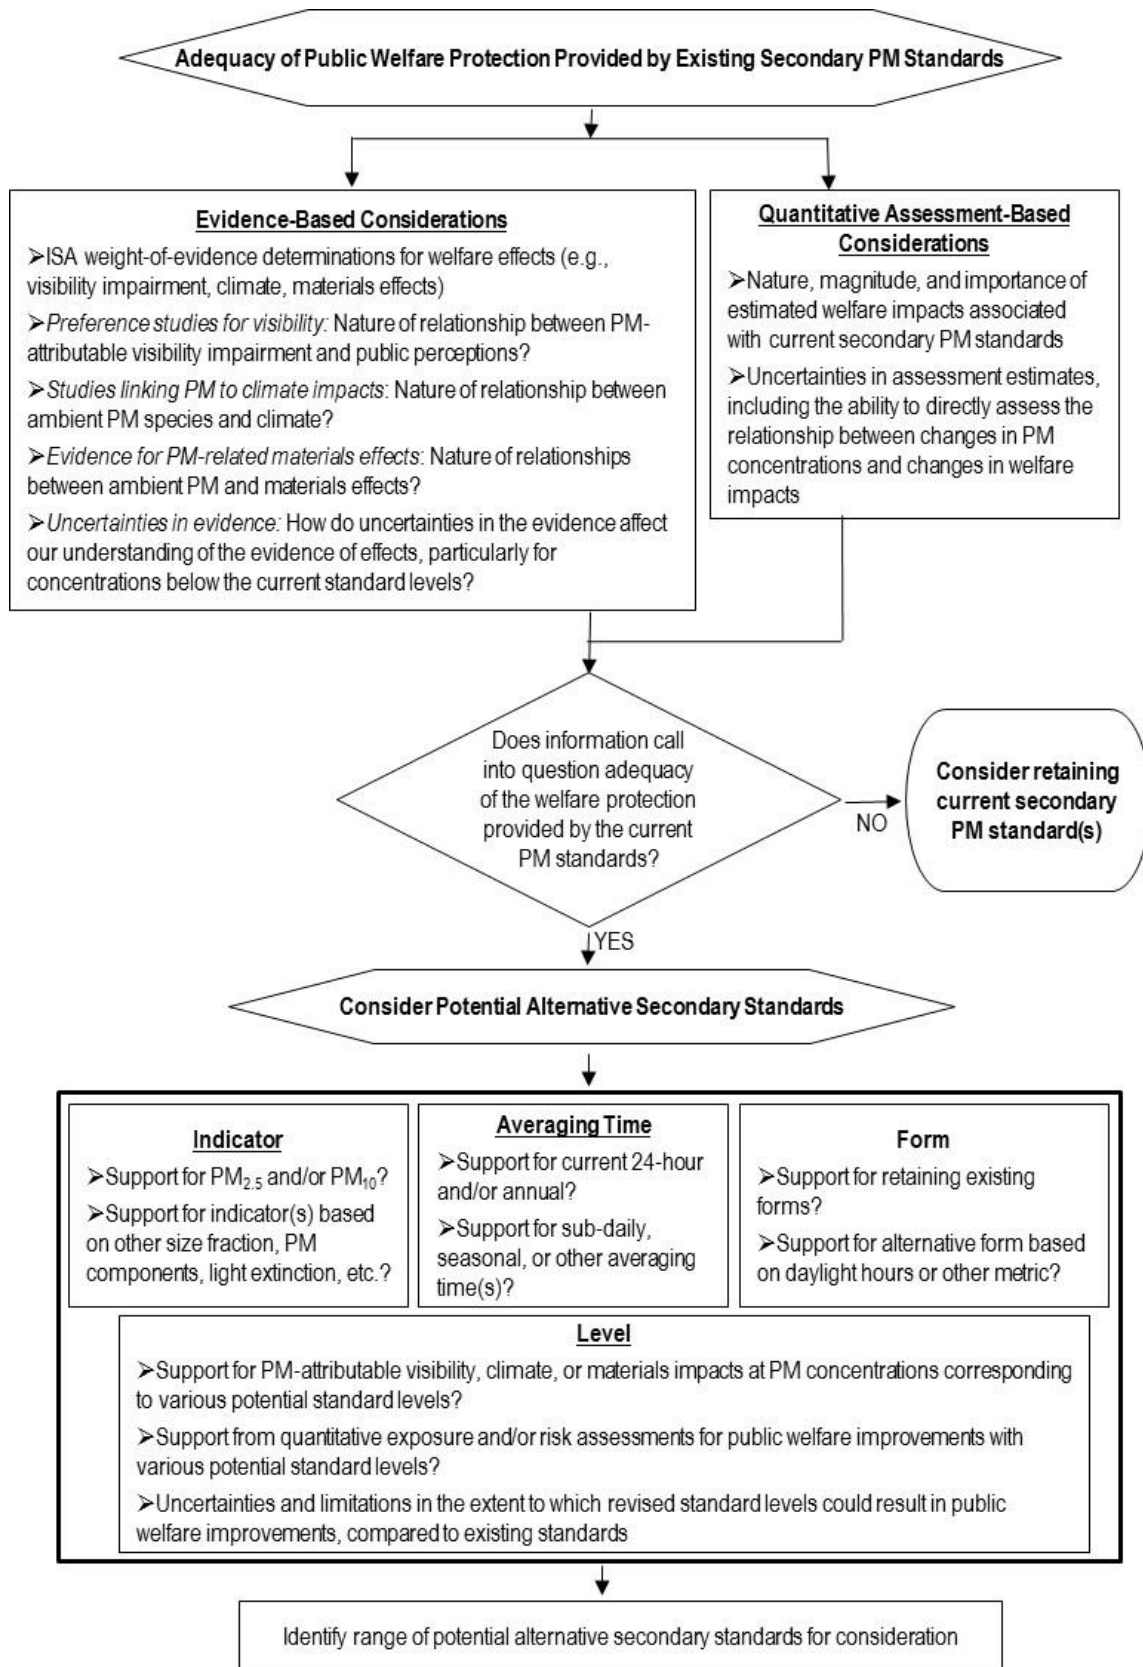 Adequacy of Public Welfare Protection Provided by Existing Secondary PM Standards
Evidence-Based Considerations
➢ISA weight-of-evidence determinations for welfare effects (e.g.,
visibility impairment, climate, materials effects)
➢Preference studies for visibility: Nature of relationship between PM-
attributable visibility impairment and public perceptions?
➢Studies linking PM to climate impacts: Nature of relationship between
ambient PM species and climate?
➢Evidence for PM-related materials effects: Nature of relationships
between ambient PM and materials effects?
➢Uncertainties in evidence: How do uncertainties in the evidence affect
our understanding of the evidence of effects, particularly for
concentrations below the current standard levels?
Quantitative Assessment-Based
Considerations
➢Nature, magnitude, and importance of
estimated welfare impacts associated
with current secondary PM standards
➢Uncertainties in assessment estimates,
including the ability to directly assess the
relationship between changes in PM
concentrations and changes in welfare
impacts
Does information call
into question adequacy
of the welfare protection
provided by the current
PM standards?
NO
Consider retaining
current secondary
PM standard(s)
YES
Consider Potential Alternative Secondary Standards
Indicator
➢Support for PM2.5 and/or PM10?
➢Support for indicator(s) based
on other size fraction, PM
components, light extinction, etc.?
Averaging Time
➢Support for current 24-hour
and/or annual?
➢Support for sub-daily,
seasonal, or other averaging
time(s)?
Form
➢Support for retaining existing
forms?
➢Support for alternative form based
on daylight hours or other metric?
Level
➢Support for PM-attributable visibility, climate, or materials impacts at PM concentrations corresponding
to various potential standard levels?
➢Support from quantitative exposure and/or risk assessments for public welfare improvements with
various potential standard levels?
➢Uncertainties and limitations in the extent to which revised standard levels could result in public
welfare improvements, compared to existing standards
Identify range of potential alternative secondary standards for consideration